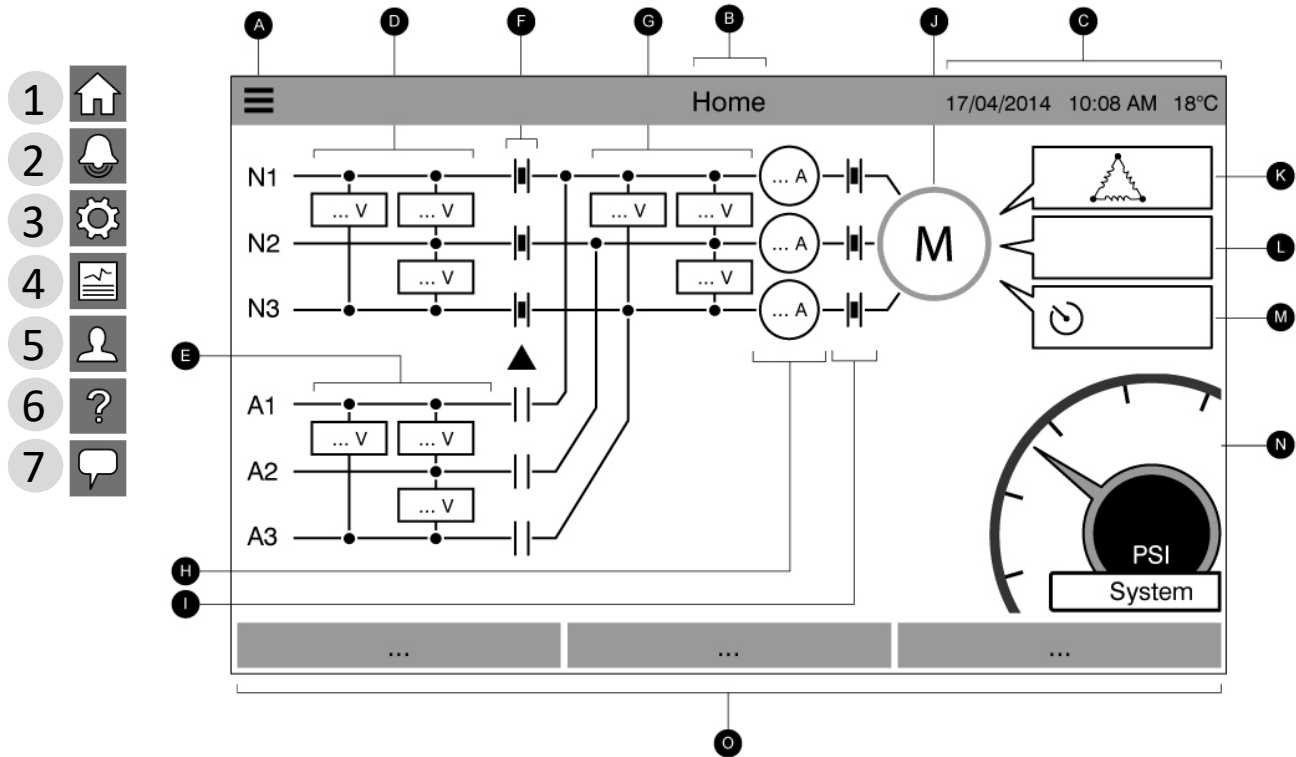 A D F G B J C
1
2
3
4
5
6
7
Home 17/04/2014 10:08 AM 18°C
N1 ... A
... V ... V ... V ... V
N2 ... A M
... V ... V
N3 ... A
K
L
M
E
A1
... V ... V
A2
... V
A3
N
PSI
System
H
I
... ... ...
O